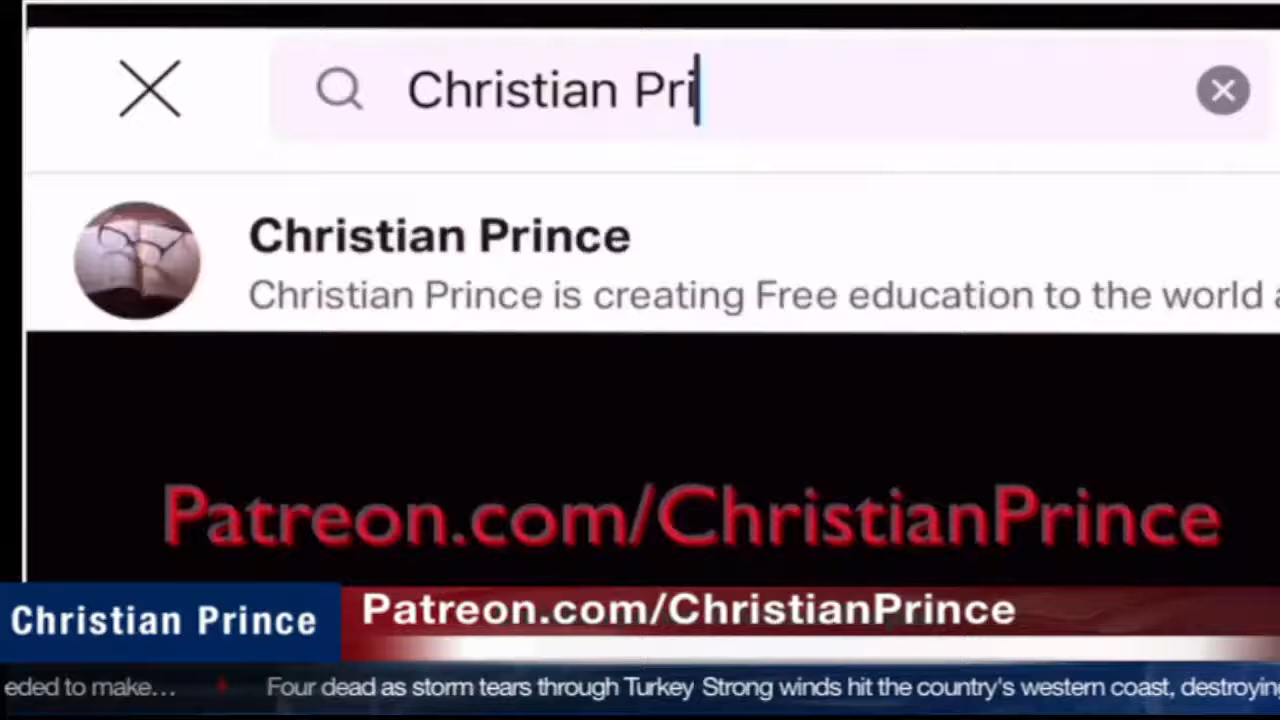 Christian Pri
Christian Prince
Christian Prince is creating Free education to the world
Patreon.com/ChristianPrince
Christian Prince
Patreon.com/ChristianPrince
eded to make... Four dead as storm tears through Turkey Strong winds hit the country's western coast, destroying